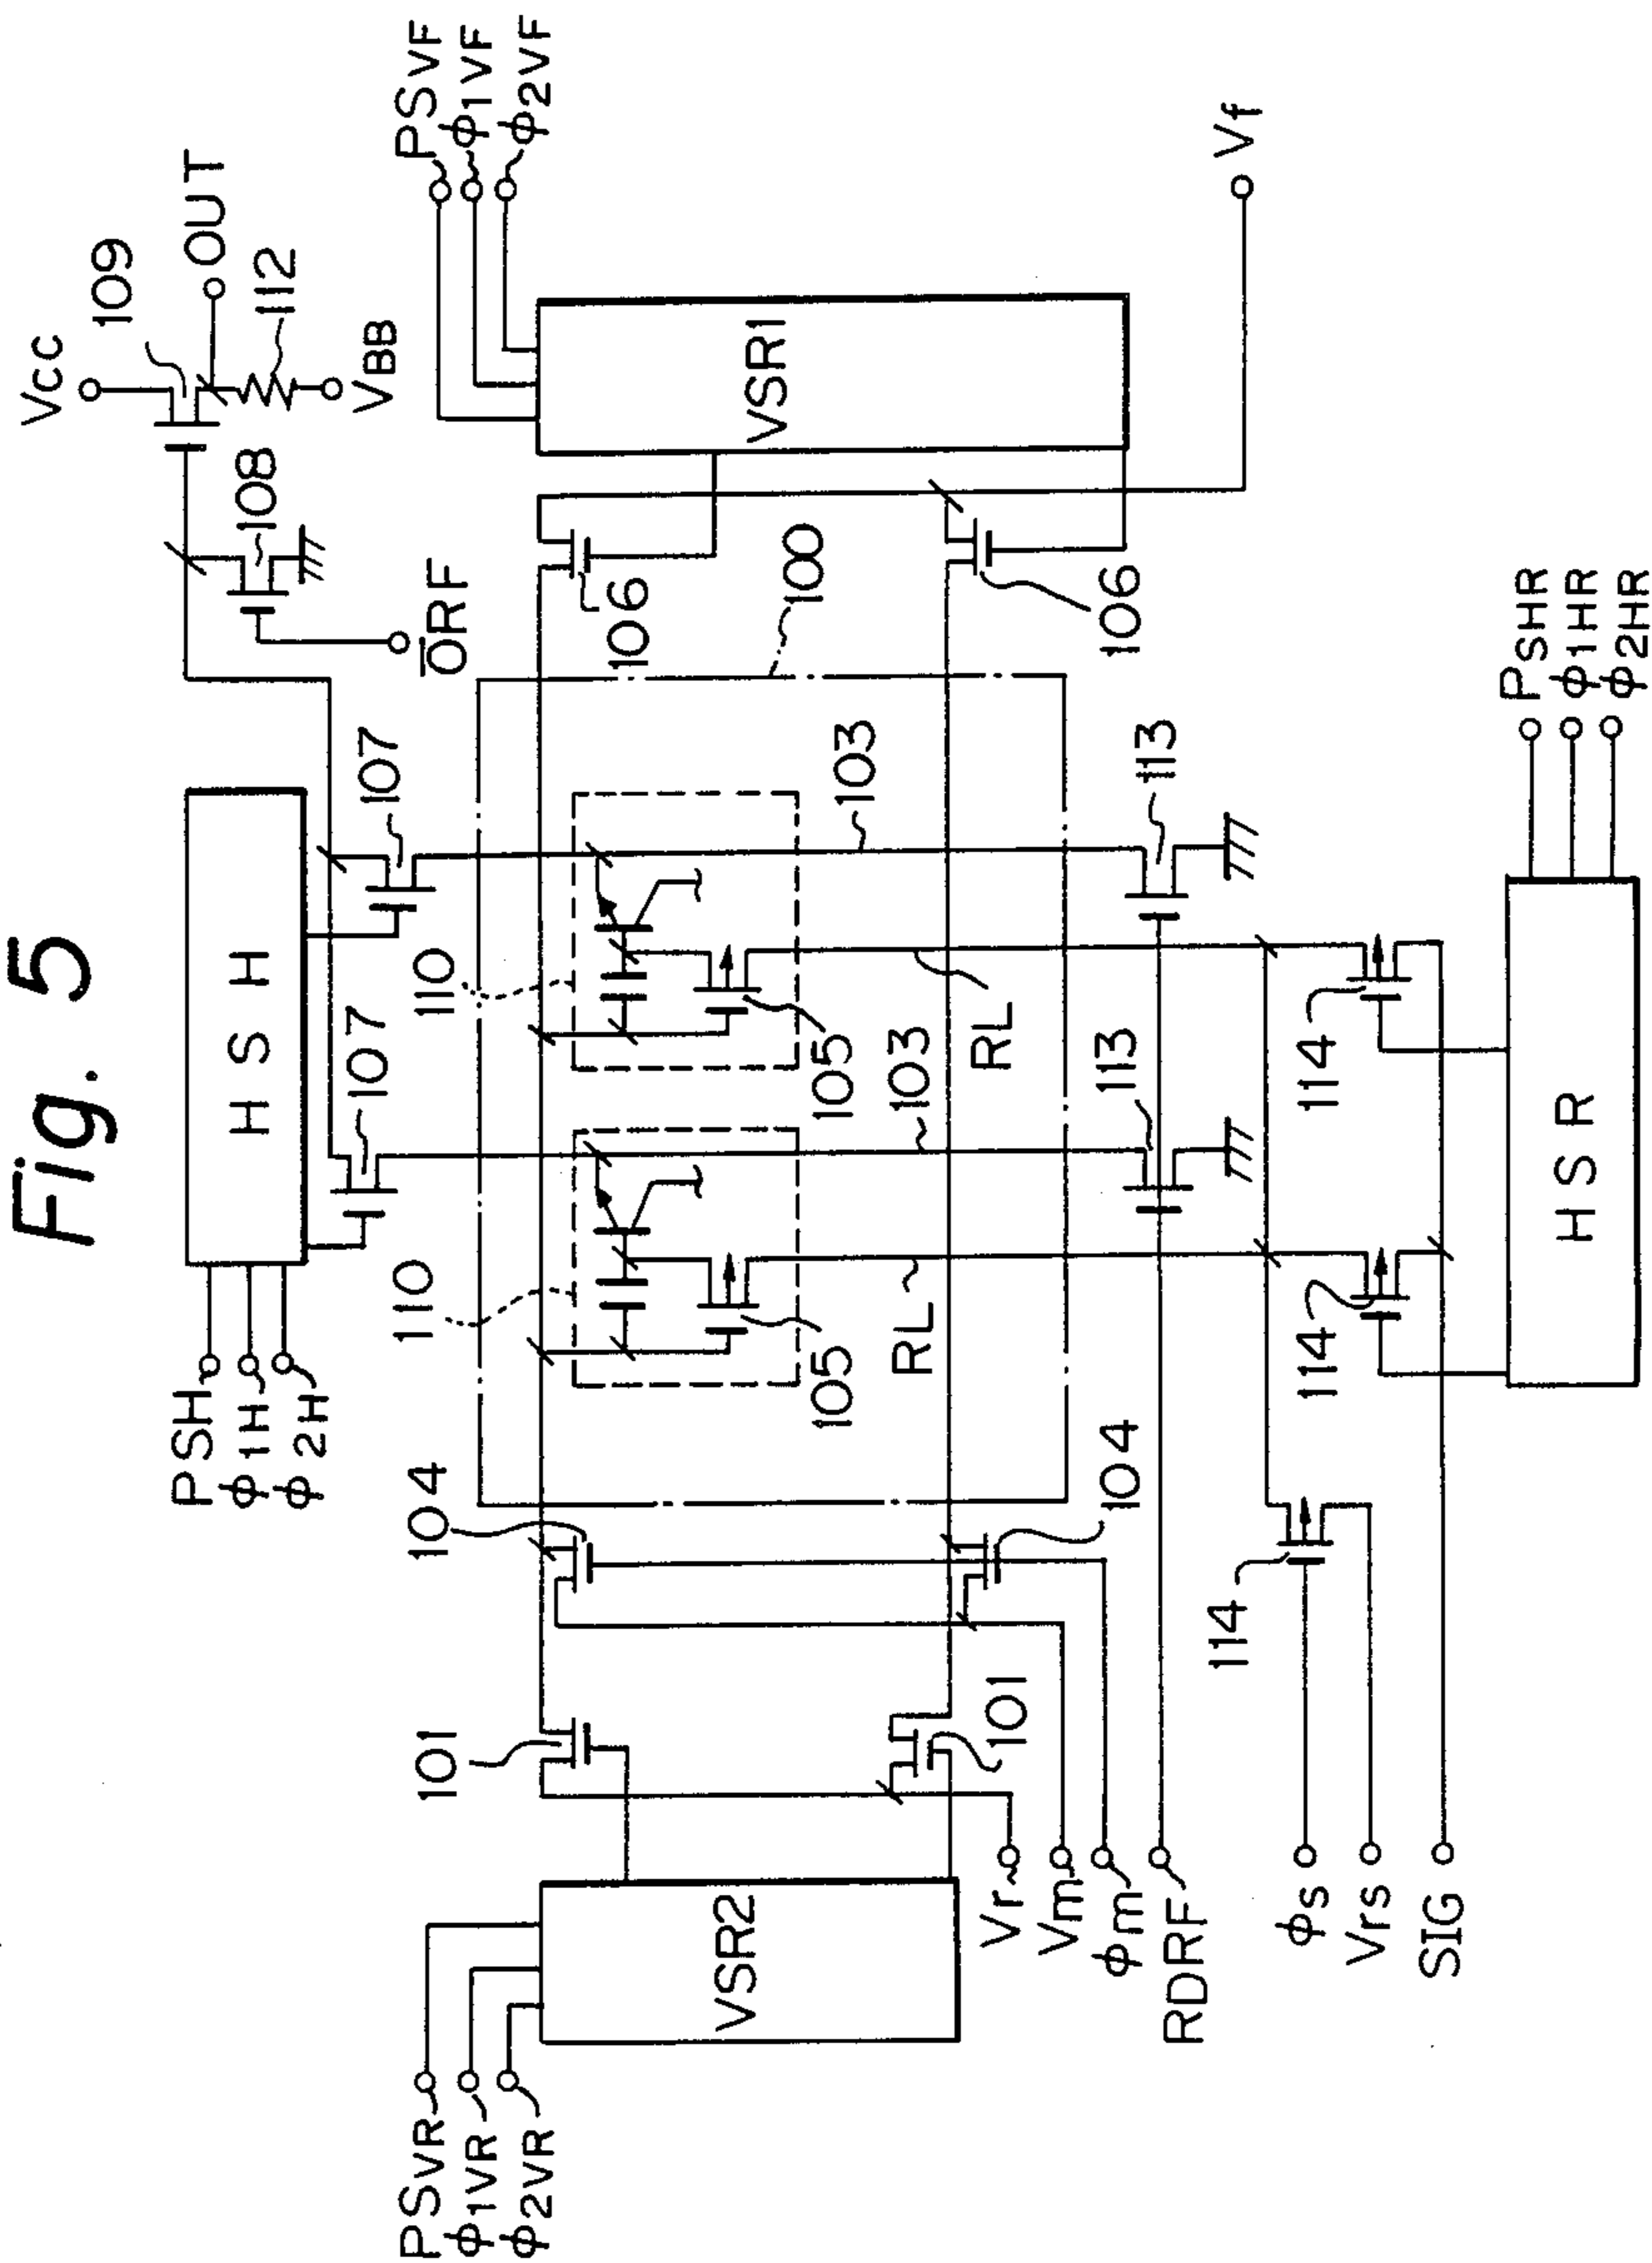 Fig. 5
VCC
109
PSH
ϕ1H
ϕ2H
HSH
OUT
112
108
VBB
107
107
ORF
PSVR
ϕ1VR
ϕ2VR
101
104
110
110
PSVF
ϕ1VF
ϕ2VF
106
VSR2
VSR1
100
105
105
103
103
RL
RL
101
104
106
Vr
Vm
ϕm
RDRF
113
113
Vf
114
ϕS
Vrs
SIG
114
114
HSR
PSHR
ϕ1HR
ϕ2HR